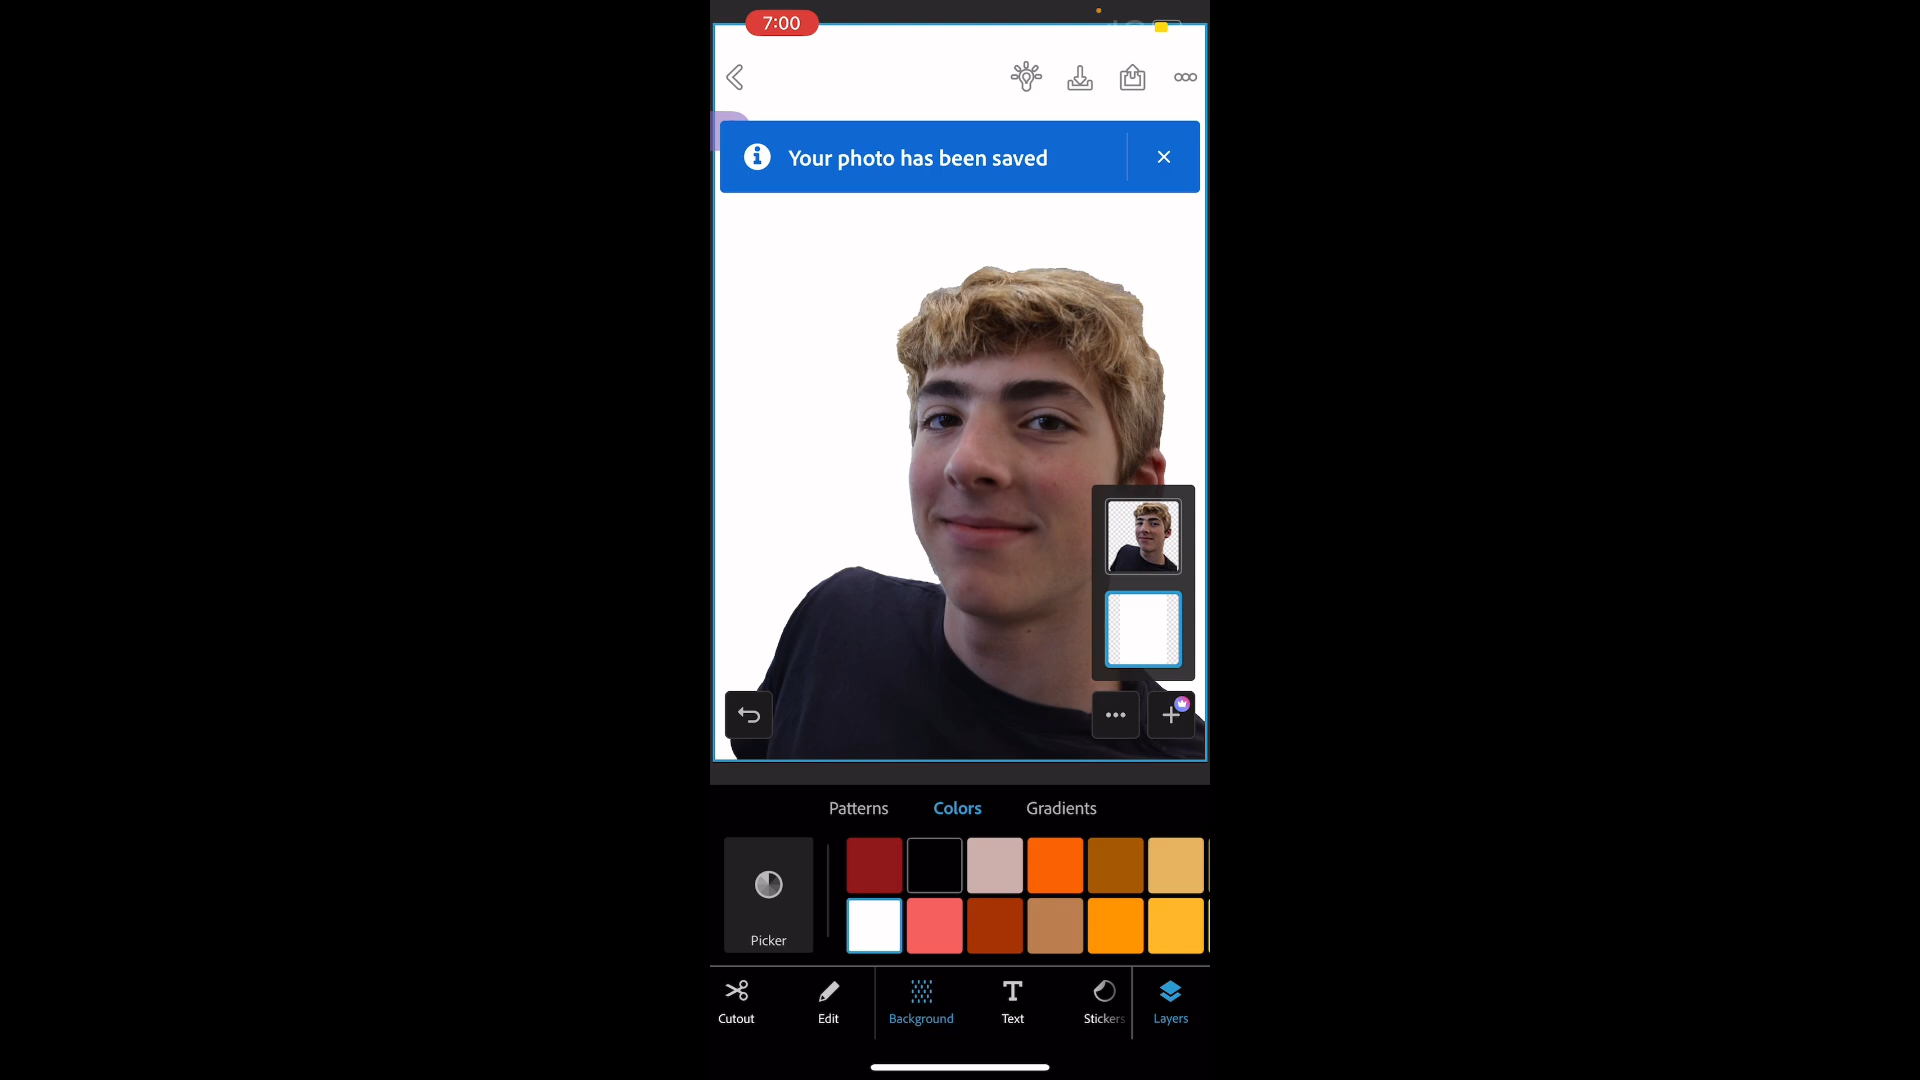 7:00
Your photo has been saved
Patterns Colors Gradients
Picker
Cutout Edit Background Text Stickers Layers